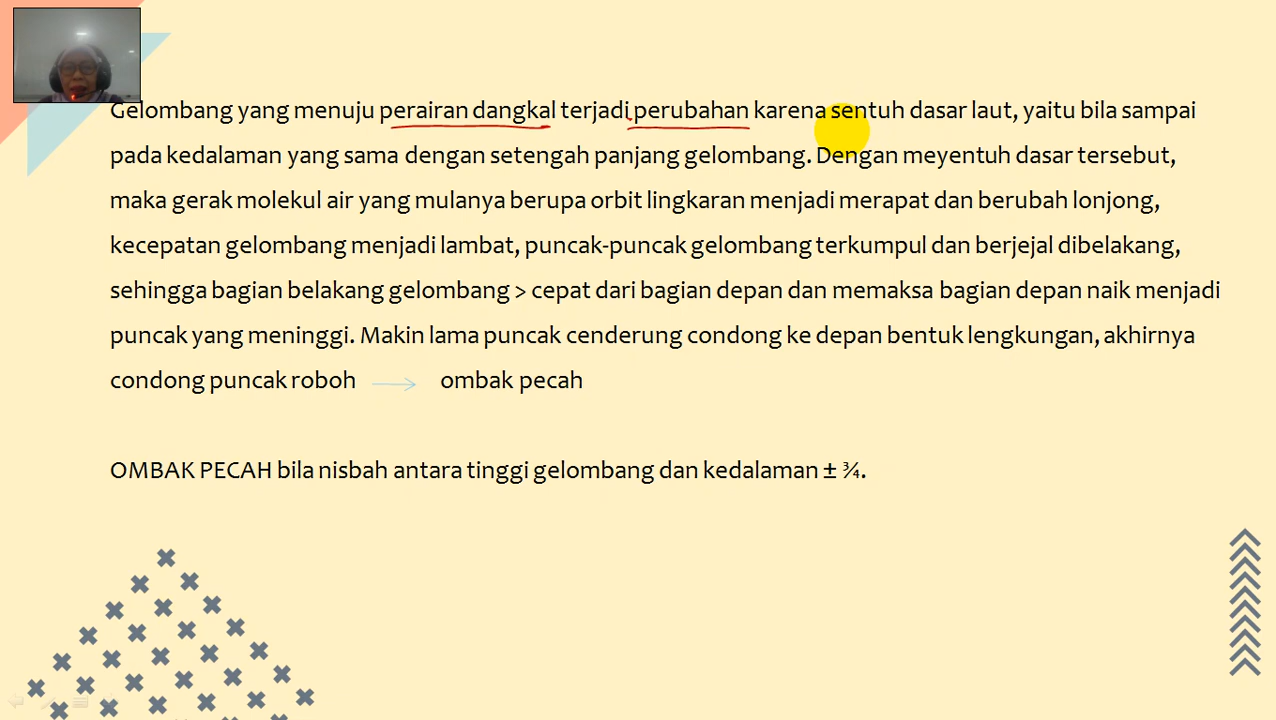 Gelombang yang menuju perairan dangkal terjadi perubahan karena sentuh dasar laut, yaitu bila sampai
pada kedalaman yang sama dengan setengah panjang gelombang. Dengan meyentuh dasar tersebut,
maka gerak molekul air yang mulanya berupa orbit lingkaran menjadi merapat dan berubah lonjong,
kecepatan gelombang menjadi lambat, puncak-puncak gelombang terkumpul dan berjejal dibelakang,
sehingga bagian belakang gelombang > cepat dari bagian depan dan memaksa bagian depan naik menjadi
puncak yang meninggi. Makin lama puncak cenderung condong ke depan bentuk lengkungan, akhirnya
condong puncak roboh → ombak pecah
OMBAK PECAH bila nisbah antara tinggi gelombang dan kedalaman ± ¾.